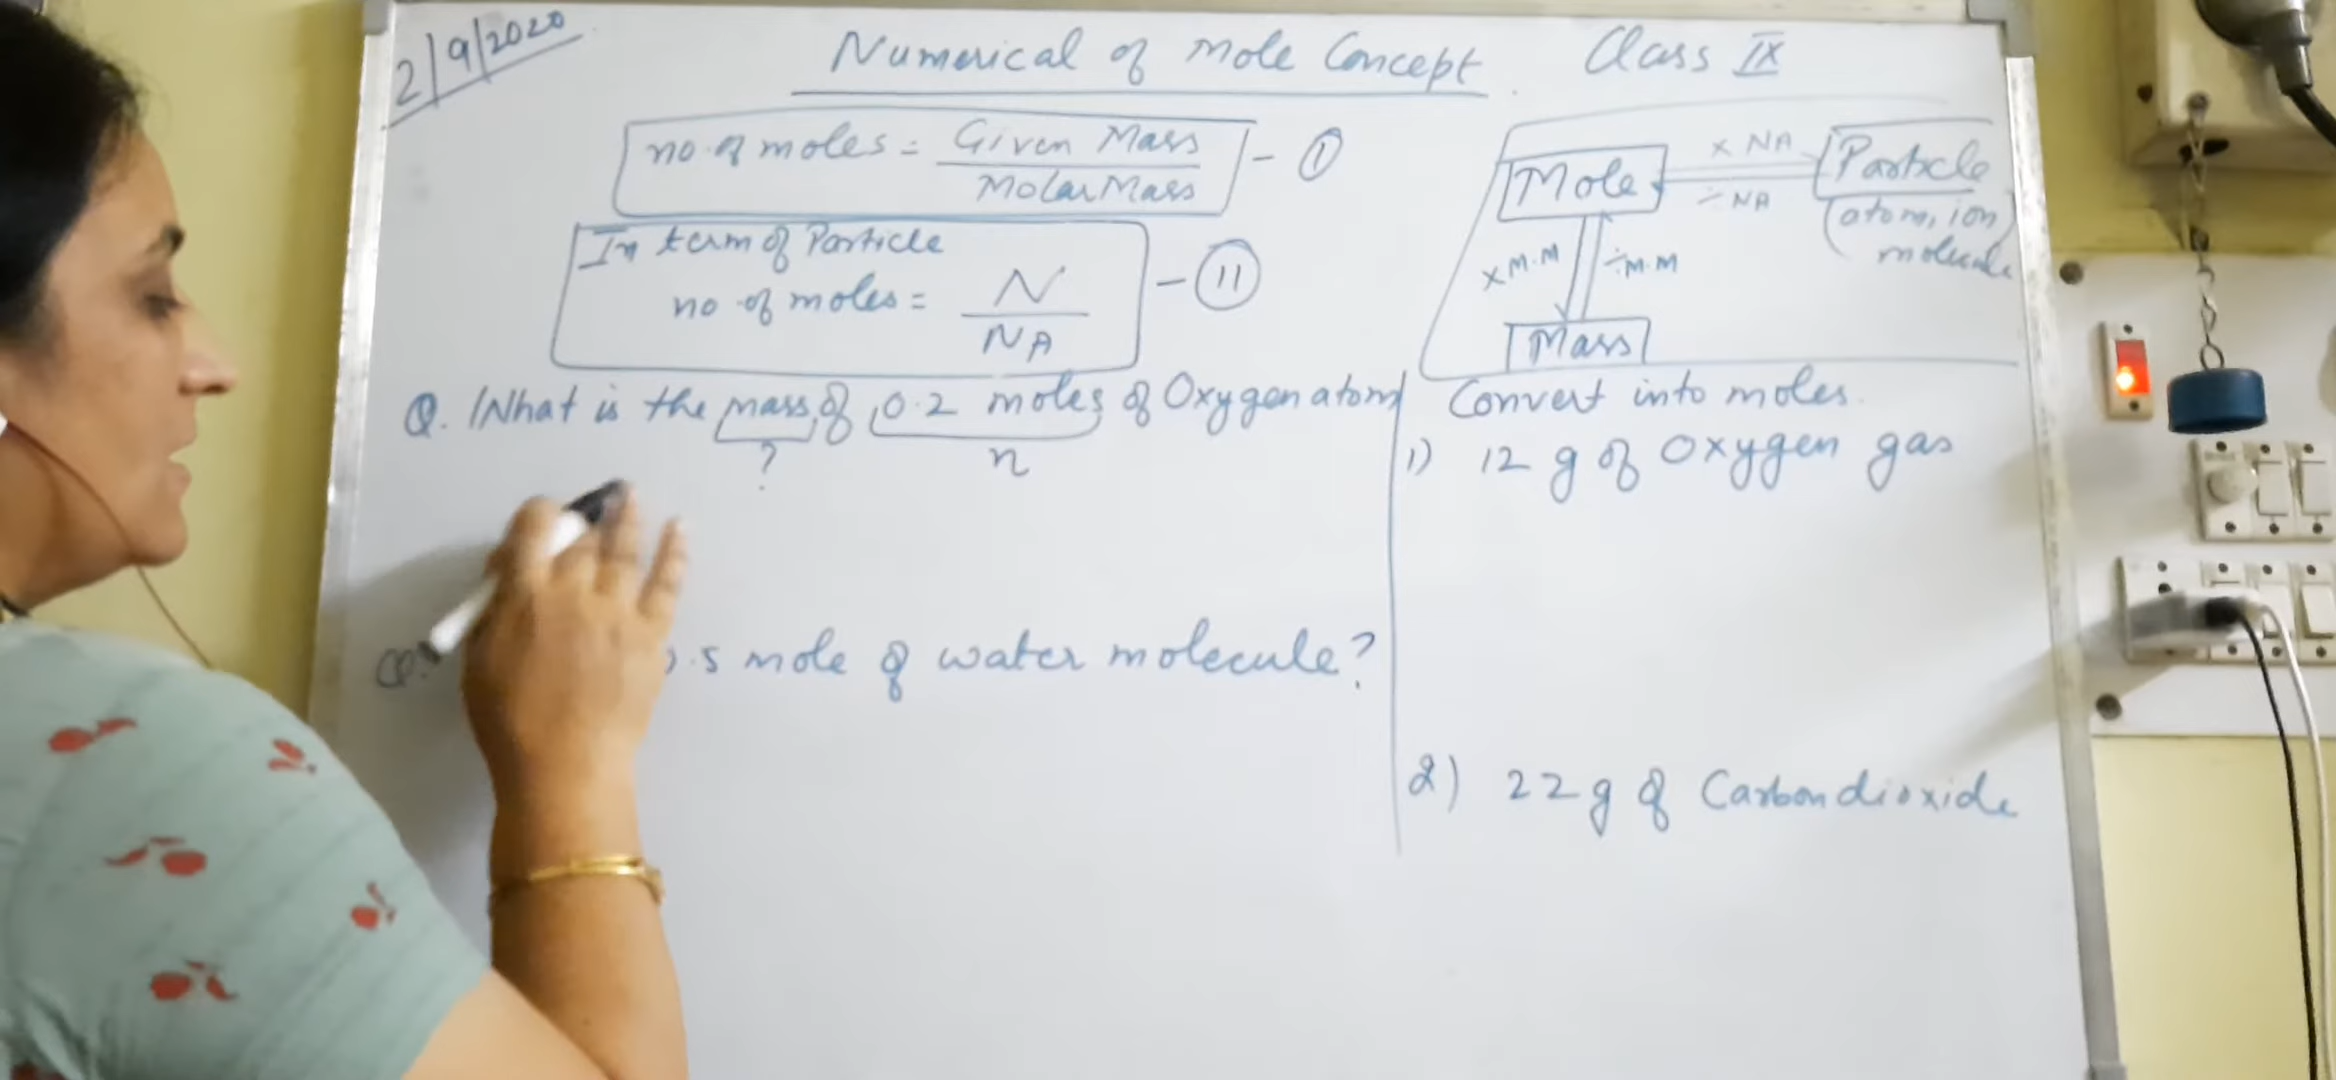 2/9/2020
Numerical of Mole Concept Class IX
no. of moles = Given Mass / Molar Mass - I
In term of Particle
no of moles = N / NA - II
Mole
x NA
÷ NA
Particle
(atom, ion
molecule
x M.M
÷ M.M
Mass
Q. What is the mass of 0.2 moles of Oxygen atom
?
n
.5 mole of water molecule?
Convert into moles.
1) 12 g of Oxygen gas
2) 22g of Carbondioxide